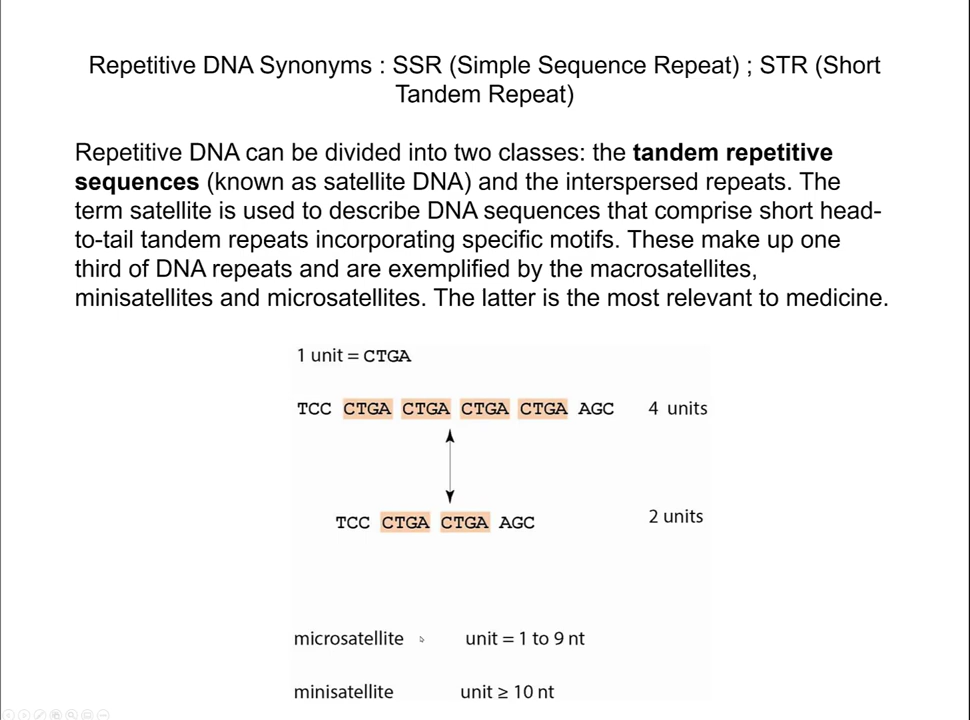 Repetitive DNA Synonyms : SSR (Simple Sequence Repeat) ; STR (Short
Tandem Repeat)
Repetitive DNA can be divided into two classes: the tandem repetitive
sequences (known as satellite DNA) and the interspersed repeats. The
term satellite is used to describe DNA sequences that comprise short head-
to-tail tandem repeats incorporating specific motifs. These make up one
third of DNA repeats and are exemplified by the macrosatellites,
minisatellites and microsatellites. The latter is the most relevant to medicine.
1 unit = CTGA
TCC CTGA CTGA CTGA CTGA AGC 4 units
TCC CTGA CTGA AGC 2 units
microsatellite unit = 1 to 9 nt
minisatellite unit ≥ 10 nt